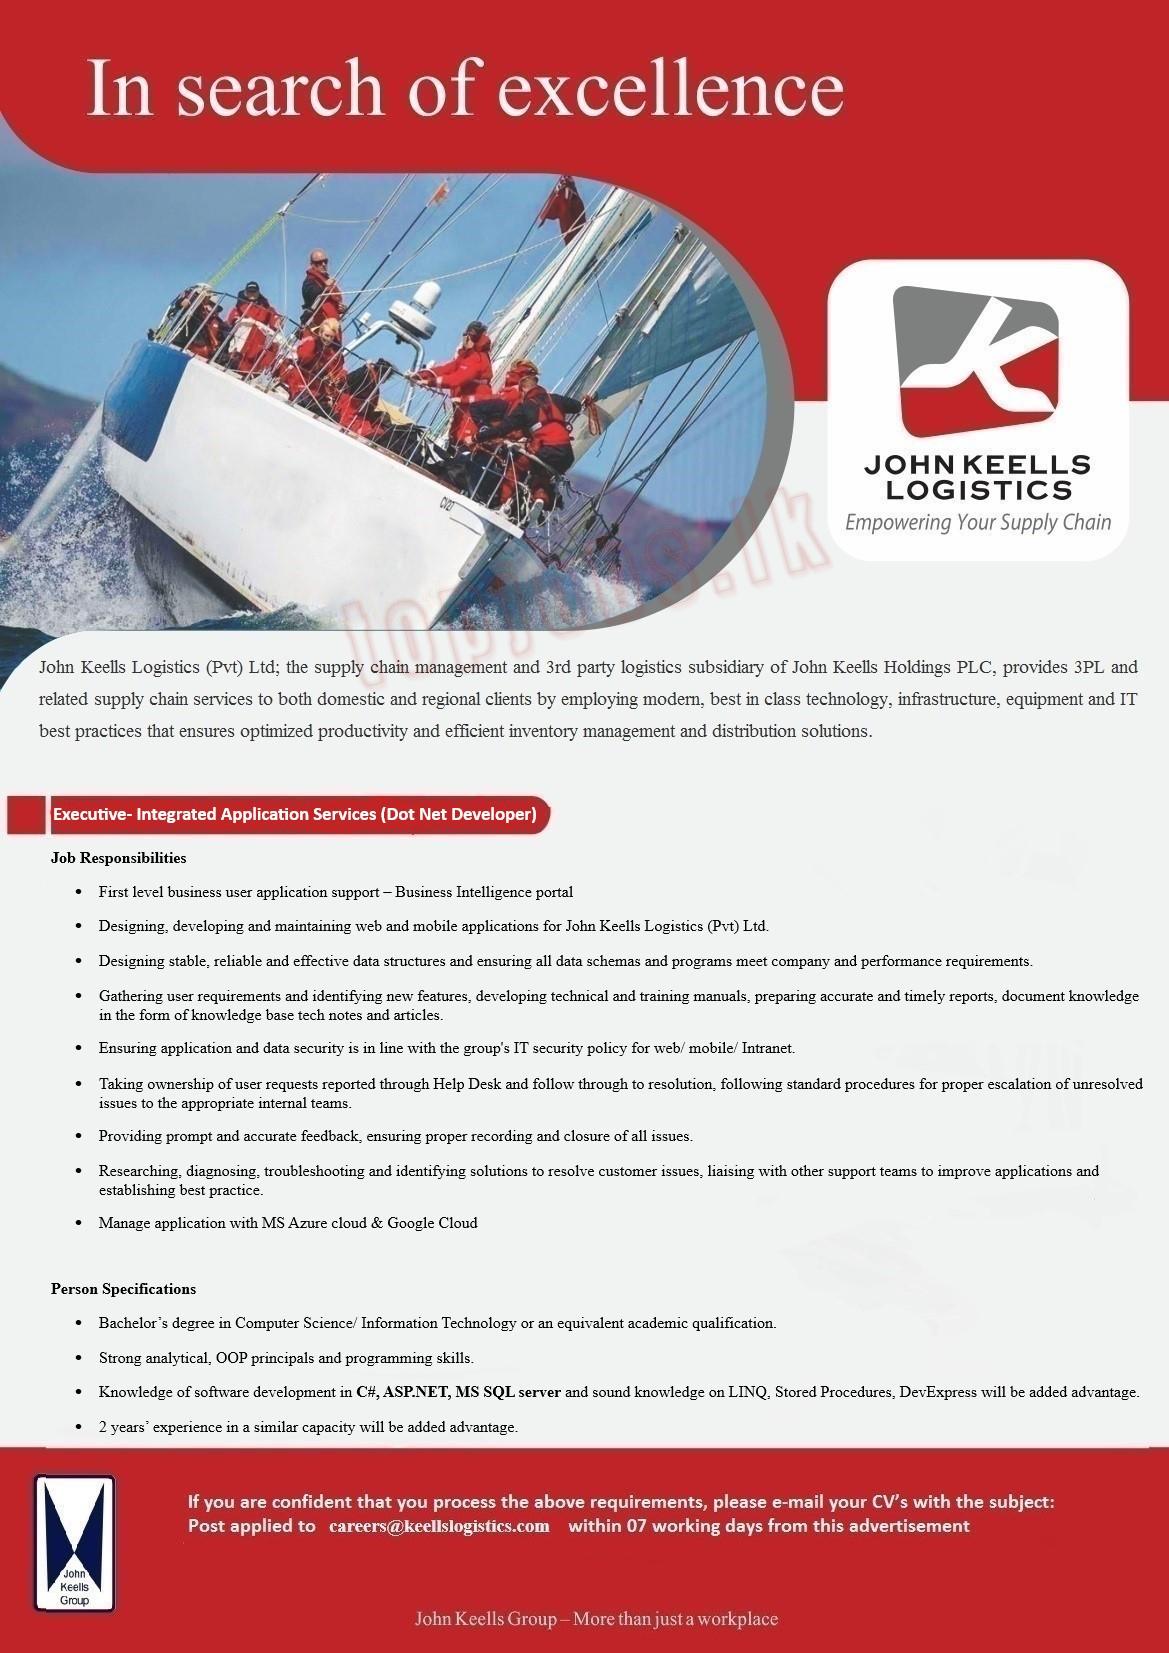 In search of excellence
CV27
JOHN KEELLS
LOGISTICS
Empowering Your Supply Chain
John Keells Logistics (Pvt) Ltd; the supply chain management and 3rd party logistics subsidiary of John Keells Holdings PLC, provides 3PL and
related supply chain services to both domestic and regional clients by employing modern, best in class technology, infrastructure, equipment and IT
best practices that ensures optimized productivity and efficient inventory management and distribution solutions.
Executive- Integrated Application Services (Dot Net Developer)
Job Responsibilities
• First level business user application support – Business Intelligence portal
• Designing, developing and maintaining web and mobile applications for John Keells Logistics (Pvt) Ltd.
• Designing stable, reliable and effective data structures and ensuring all data schemas and programs meet company and performance requirements.
• Gathering user requirements and identifying new features, developing technical and training manuals, preparing accurate and timely reports, document knowledge
in the form of knowledge base tech notes and articles.
• Ensuring application and data security is in line with the group's IT security policy for web/ mobile/ Intranet.
• Taking ownership of user requests reported through Help Desk and follow through to resolution, following standard procedures for proper escalation of unresolved
issues to the appropriate internal teams.
• Providing prompt and accurate feedback, ensuring proper recording and closure of all issues.
• Researching, diagnosing, troubleshooting and identifying solutions to resolve customer issues, liaising with other support teams to improve applications and
establishing best practice.
• Manage application with MS Azure cloud & Google Cloud
Person Specifications
• Bachelor’s degree in Computer Science/ Information Technology or an equivalent academic qualification.
• Strong analytical, OOP principals and programming skills.
• Knowledge of software development in C#, ASP.NET, MS SQL server and sound knowledge on LINQ, Stored Procedures, DevExpress will be added advantage.
• 2 years’ experience in a similar capacity will be added advantage.
If you are confident that you process the above requirements, please e-mail your CV’s with the subject:
Post applied to careers@keellslogistics.com within 07 working days from this advertisement
John
Keells
Group
John Keells Group – More than just a workplace